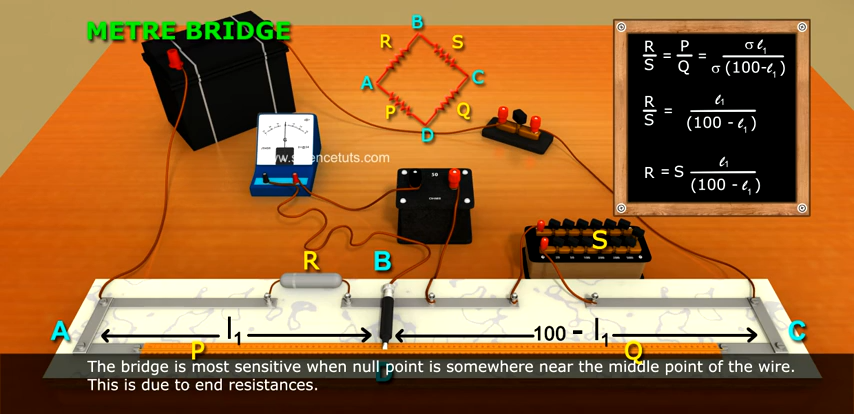 METRE BRIDGE
B
R
S
A
C
P
Q
D
R/S = P/Q = σ ℓ₁/σ (100-ℓ₁)
R/S = ℓ₁/(100 - ℓ₁)
R = S ℓ₁/(100 - ℓ₁)
www.sciencetuts.com
50
S
R
B
A
l₁
100 - l₁
C
P
Q
D
The bridge is most sensitive when null point is somewhere near the middle point of the wire.
This is due to end resistances.